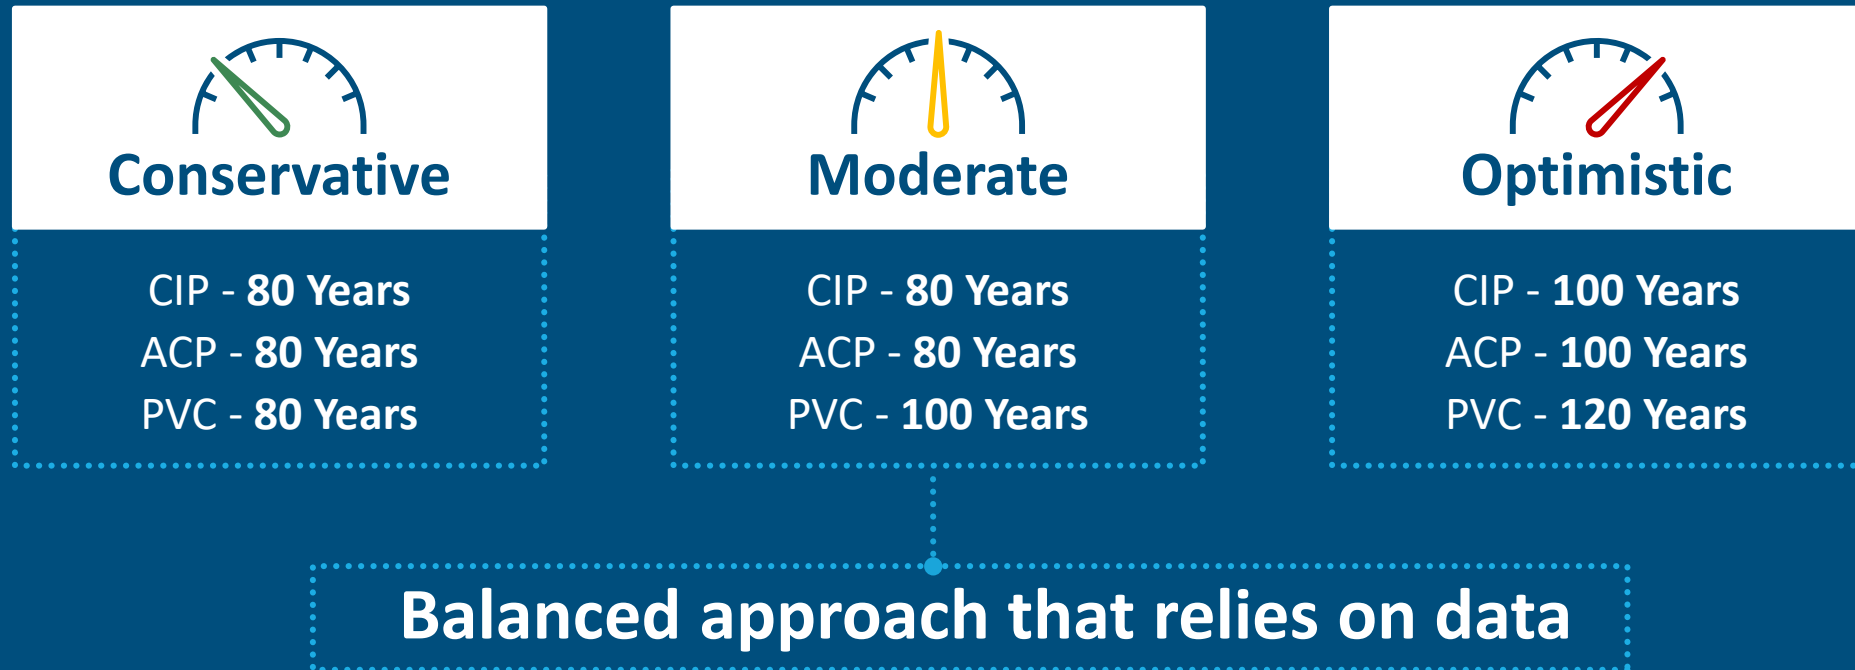 Conservative
CIP - 80 Years
ACP - 80 Years
PVC - 80 Years
Moderate
CIP - 80 Years
ACP - 80 Years
PVC - 100 Years
Optimistic
CIP - 100 Years
ACP - 100 Years
PVC - 120 Years
Balanced approach that relies on data